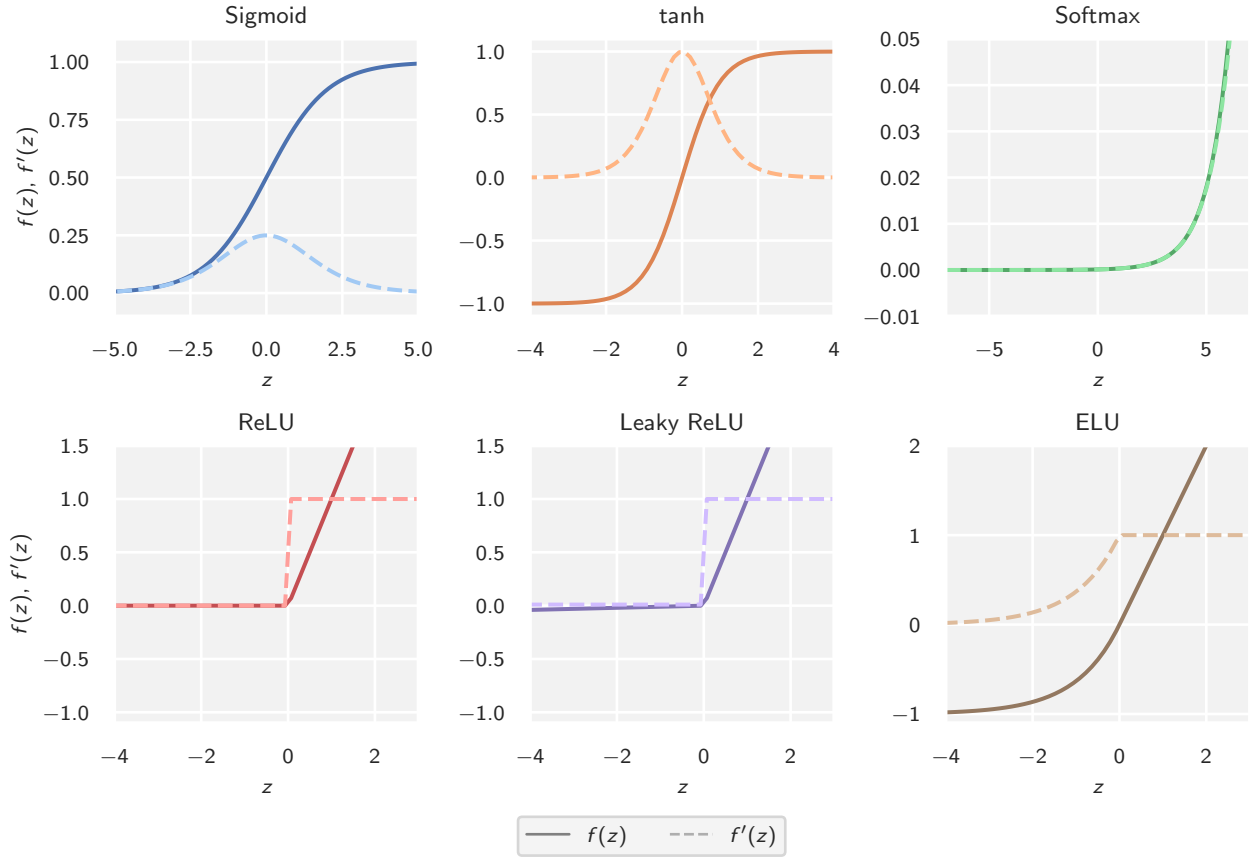 Sigmoid
1.00
0.75
0.50
0.25
0.00
f(z), f′(z)
−5.0 −2.5 0.0 2.5 5.0
z
tanh
1.0
0.5
0.0
−0.5
−1.0
−4 −2 0 2 4
z
Softmax
0.05
0.04
0.03
0.02
0.01
0.00
−0.01
−5 0 5
z
ReLU
1.5
1.0
0.5
0.0
−0.5
−1.0
f(z), f′(z)
−4 −2 0 2
z
Leaky ReLU
1.5
1.0
0.5
0.0
−0.5
−1.0
−4 −2 0 2
z
ELU
2
1
0
−1
−4 −2 0 2
z
f(z) f′(z)